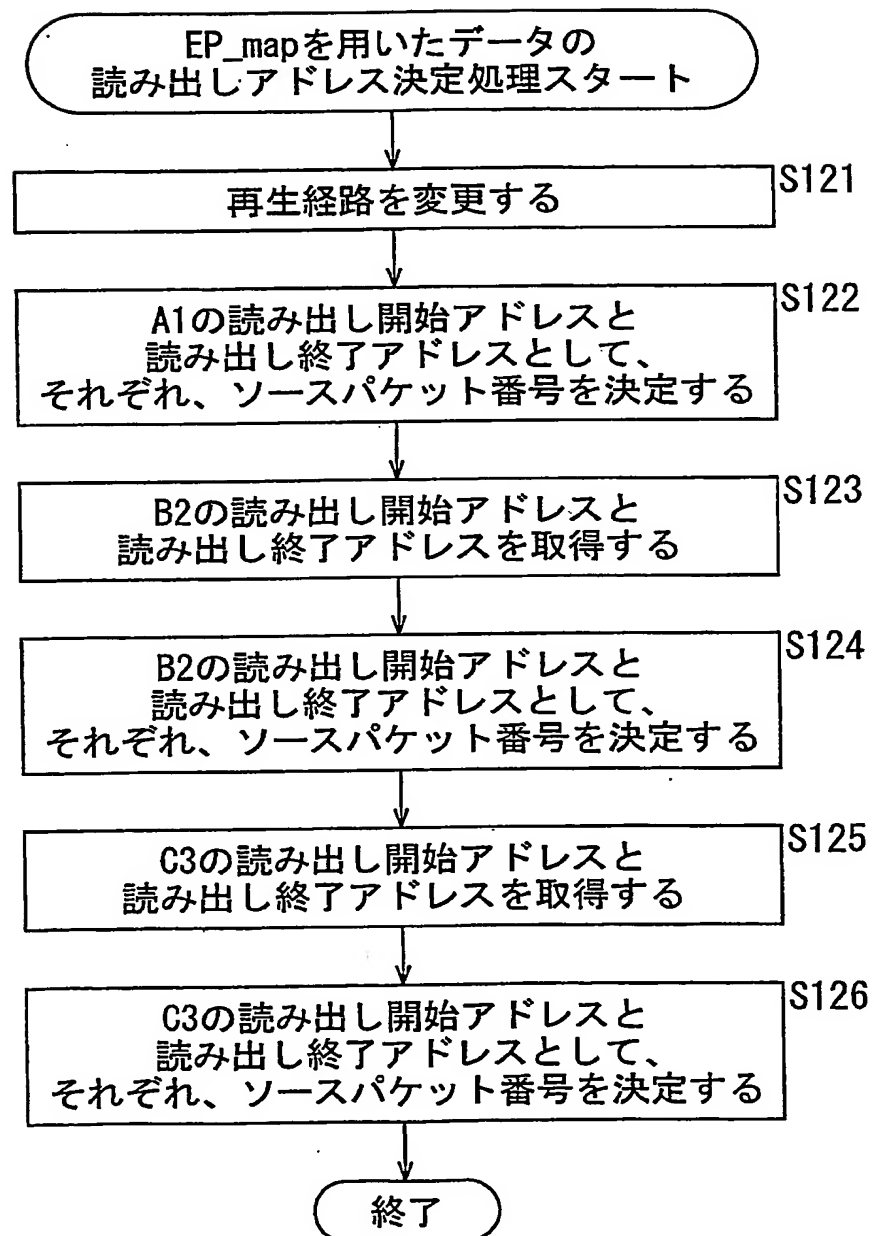 EP_mapを用いたデータの
読み出しアドレス決定処理スタート
S121
再生経路を変更する
S122
A1の読み出し開始アドレスと
読み出し終了アドレスとして、
それぞれ、ソースパケット番号を決定する
S123
B2の読み出し開始アドレスと
読み出し終了アドレスを取得する
S124
B2の読み出し開始アドレスと
読み出し終了アドレスとして、
それぞれ、ソースパケット番号を決定する
S125
C3の読み出し開始アドレスと
読み出し終了アドレスを取得する
S126
C3の読み出し開始アドレスと
読み出し終了アドレスとして、
それぞれ、ソースパケット番号を決定する
終了